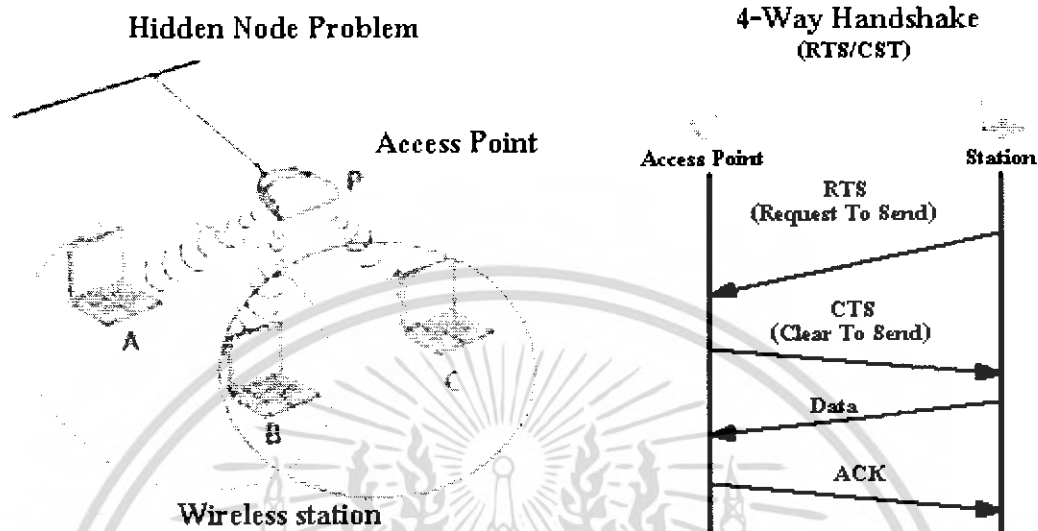 Hidden Node Problem
Access Point
P
A
B
C
Wireless station
4-Way Handshake
(RTS/CST)
Access Point
Station
RTS
(Request To Send)
CTS
(Clear To Send)
Data
ACK